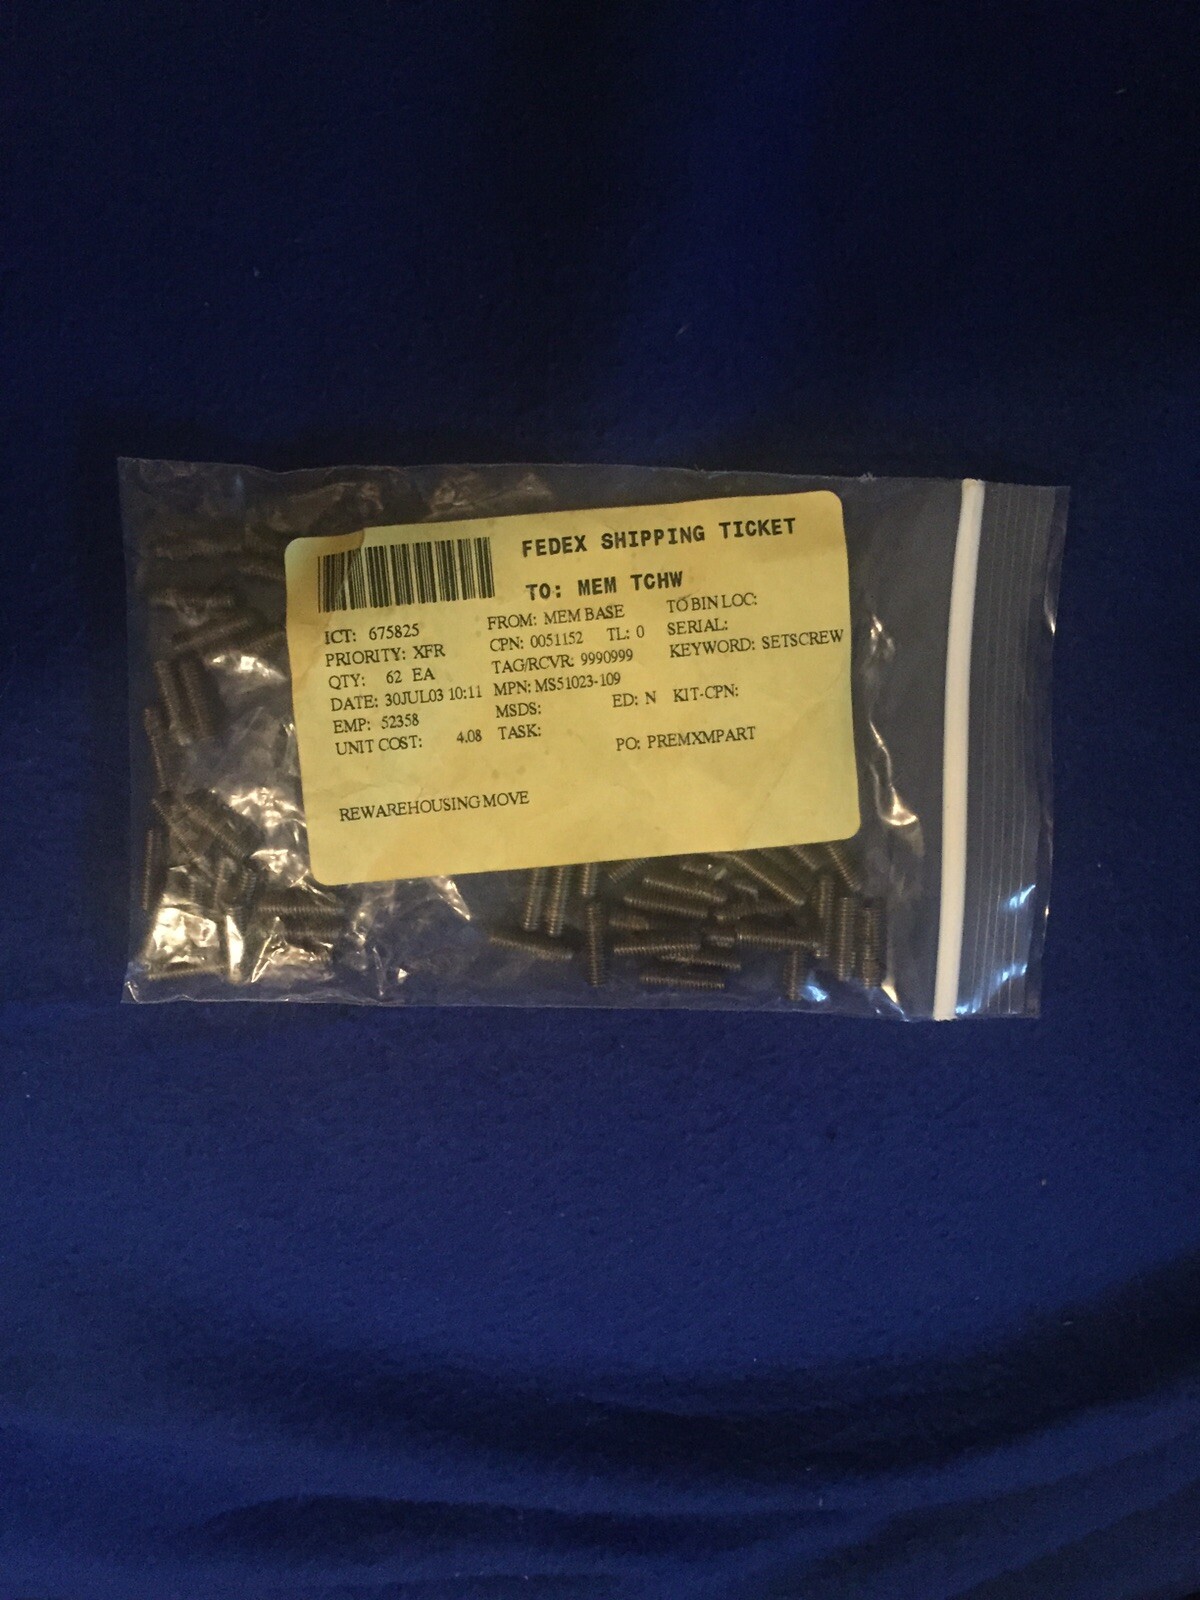 FEDEX SHIPPING TICKET
TO: MEM TCHW
ICT: 675825 FROM: MEM BASE TO BIN LOC:
PRIORITY: XFR CPN: 0051152 TL: 0 SERIAL:
QTY: 62 EA TAG/RCVR: 9990999 KEYWORD: SETSCREW
DATE: 30JUL03 10:11 MPN: MS51023-109
EMP: 52358 MSDS: ED: N KIT-CPN:
UNIT COST: 4.08 TASK: PO: PREMXMPART
REWAREHOUSING MOVE